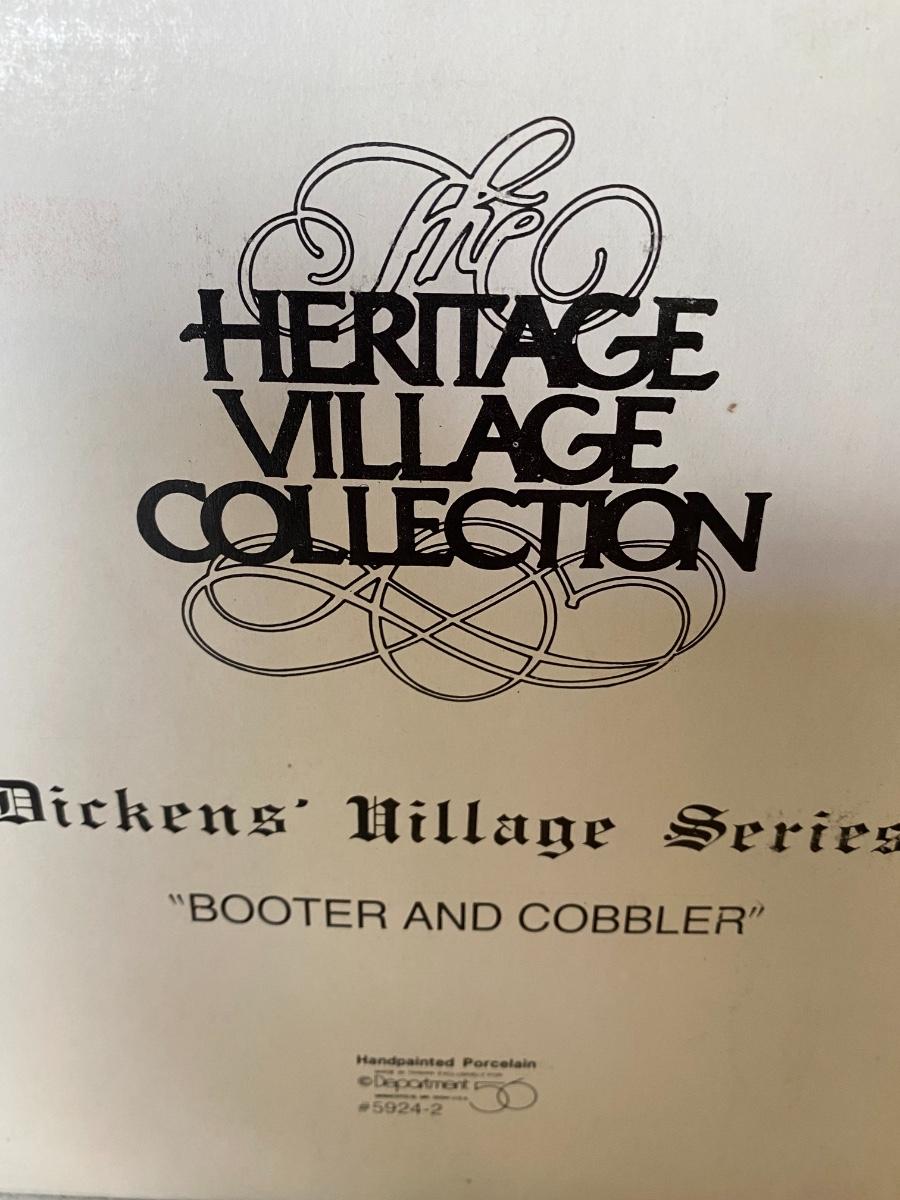 The
HERITAGE
VILLAGE
COLLECTION
Dickens' Village Series
"BOOTER AND COBBLER"
Handpainted Porcelain
©Department 56
#5924-2